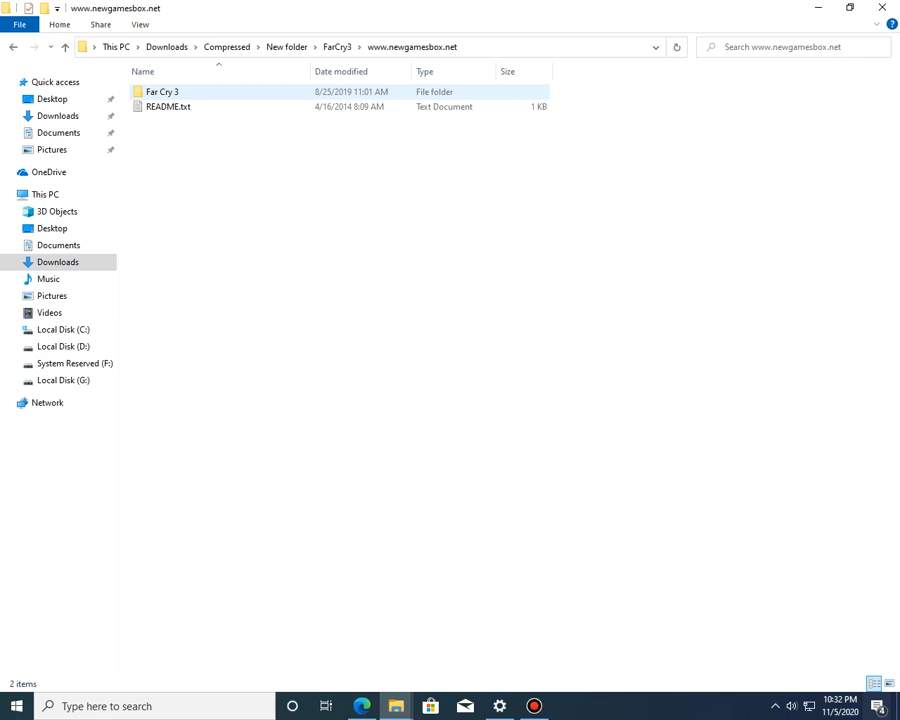 www.newgamesbox.net
File Home Share View
This PC Downloads Compressed New folder FarCry3 www.newgamesbox.net Search www.newgamesbox.net
Name Date modified Type Size
Far Cry 3 8/25/2019 11:01 AM File folder
README.txt 4/16/2014 8:09 AM Text Document 1 KB
Quick access
Desktop
Downloads
Documents
Pictures
OneDrive
This PC
3D Objects
Desktop
Documents
Downloads
Music
Pictures
Videos
Local Disk (C:)
Local Disk (D:)
System Reserved (F:)
Local Disk (G:)
Network
2 items
Type here to search
10:32 PM
11/5/2020
4